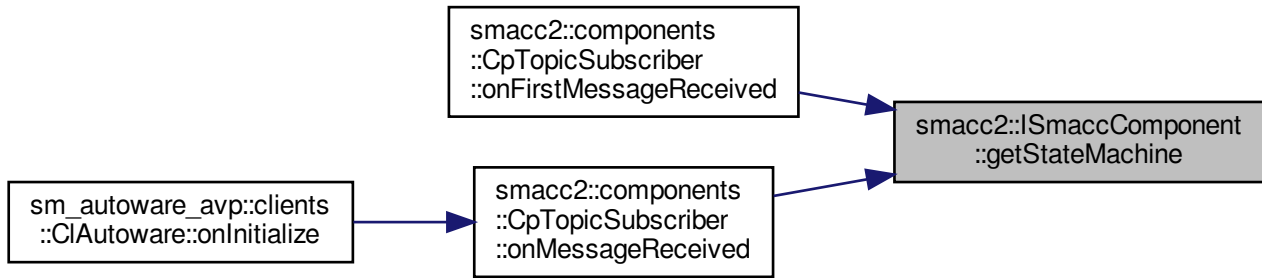 smacc2::components
::CpTopicSubscriber
::onFirstMessageReceived
smacc2::ISmaccComponent
::getStateMachine
sm_autoware_avp::clients
::ClAutoware::onInitialize
smacc2::components
::CpTopicSubscriber
::onMessageReceived